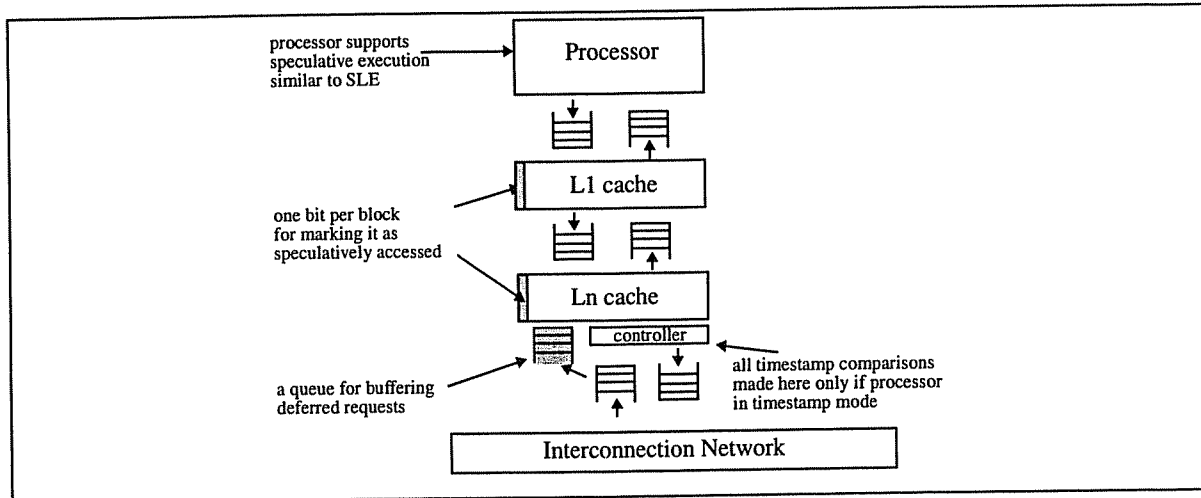 processor supports
speculative execution
similar to SLE
Processor
L1 cache
one bit per block
for marking it as
speculatively accessed
Ln cache
controller
a queue for buffering
deferred requests
all timestamp comparisons
made here only if processor
in timestamp mode
Interconnection Network